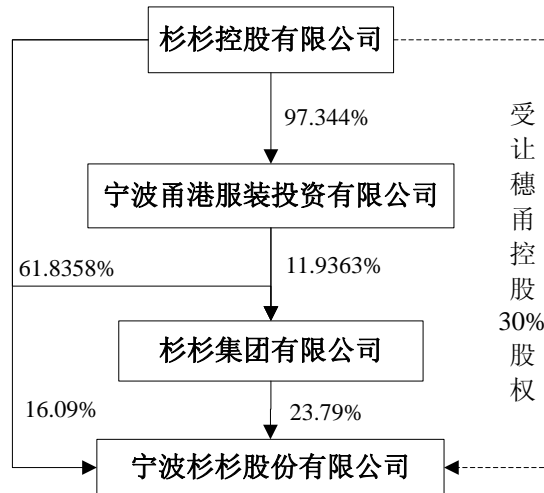 杉杉控股有限公司
97.344%
宁波甬港服装投资有限公司
61.8358%
11.9363%
杉杉集团有限公司
16.09%
23.79%
宁波杉杉股份有限公司
受
让
穗
甬
控
股
30%
股
权